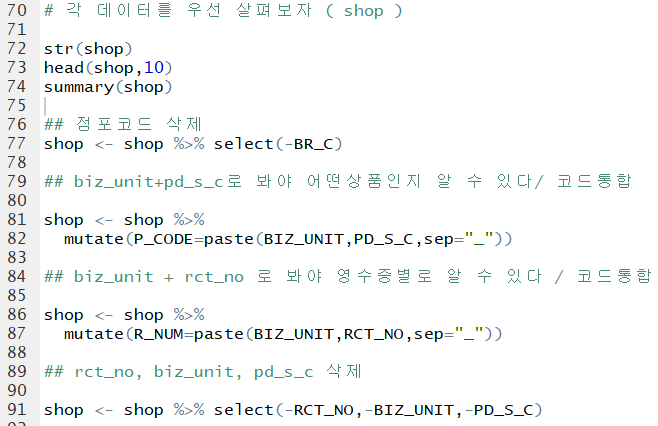 70 # 각 데이터를 우선 살펴보자 ( shop )
71
72 str(shop)
73 head(shop,10)
74 summary(shop)
75
76 ## 점포코드 삭제
77 shop <- shop %>% select(-BR_C)
78
79 ## biz_unit+pd_s_c로 봐야 어떤상품인지 알 수 있다/ 코드통합
80
81 shop <- shop %>%
82   mutate(P_CODE=paste(BIZ_UNIT,PD_S_C,sep="_"))
83
84 ## biz_unit + rct_no 로 봐야 영수증별로 알 수 있다 / 코드통합
85
86 shop <- shop %>%
87   mutate(R_NUM=paste(BIZ_UNIT,RCT_NO,sep="_"))
88
89 ## rct_no, biz_unit, pd_s_c 삭제
90
91 shop <- shop %>% select(-RCT_NO,-BIZ_UNIT,-PD_S_C)